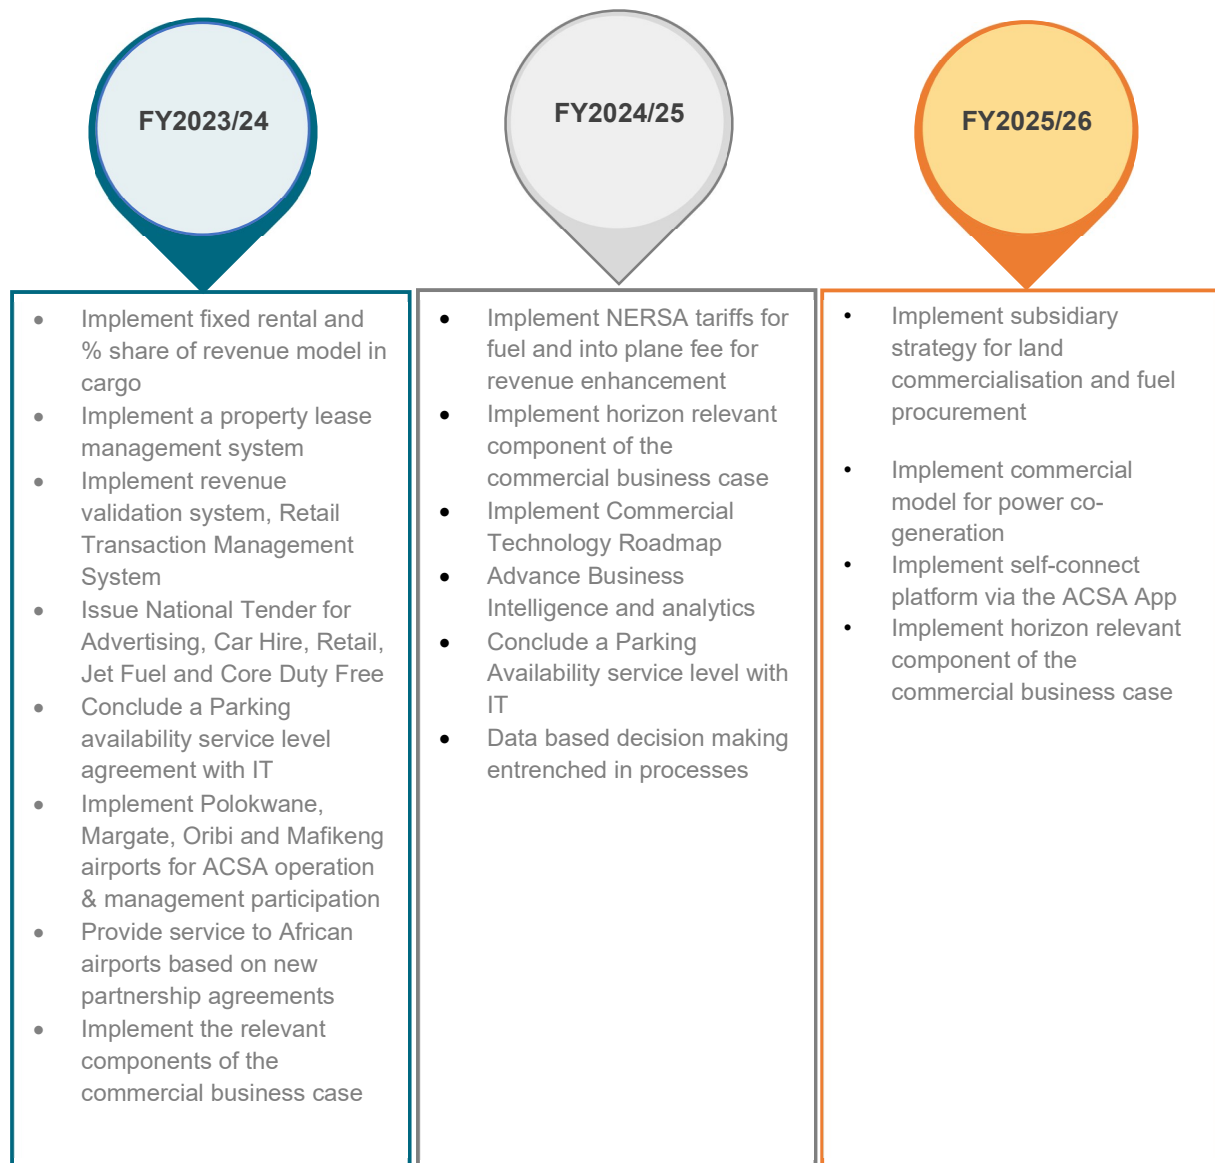 FY2023/24
FY2024/25
FY2025/26
• Implement fixed rental and
% share of revenue model in
cargo
• Implement a property lease
management system
• Implement revenue
validation system, Retail
Transaction Management
System
• Issue National Tender for
Advertising, Car Hire, Retail,
Jet Fuel and Core Duty Free
• Conclude a Parking
availability service level
agreement with IT
• Implement Polokwane,
Margate, Oribi and Mafikeng
airports for ACSA operation
& management participation
• Provide service to African
airports based on new
partnership agreements
• Implement the relevant
components of the
commercial business case
• Implement NERSA tariffs for
fuel and into plane fee for
revenue enhancement
• Implement horizon relevant
component of the
commercial business case
• Implement Commercial
Technology Roadmap
• Advance Business
Intelligence and analytics
• Conclude a Parking
Availability service level with
IT
• Data based decision making
entrenched in processes
• Implement subsidiary
strategy for land
commercialisation and fuel
procurement
• Implement commercial
model for power co-
generation
• Implement self-connect
platform via the ACSA App
• Implement horizon relevant
component of the
commercial business case